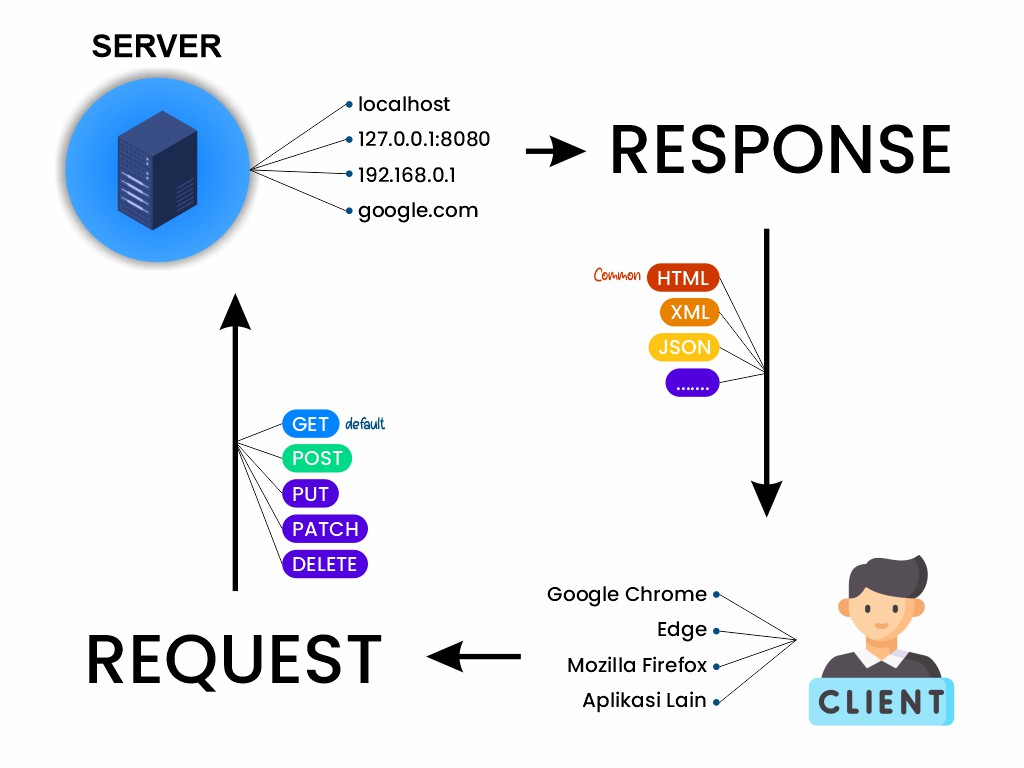 SERVER
localhost
127.0.0.1:8080
192.168.0.1
google.com
RESPONSE
Common HTML
XML
JSON
.......
GET default
POST
PUT
PATCH
DELETE
REQUEST
Google Chrome
Edge
Mozilla Firefox
Aplikasi Lain
CLIENT